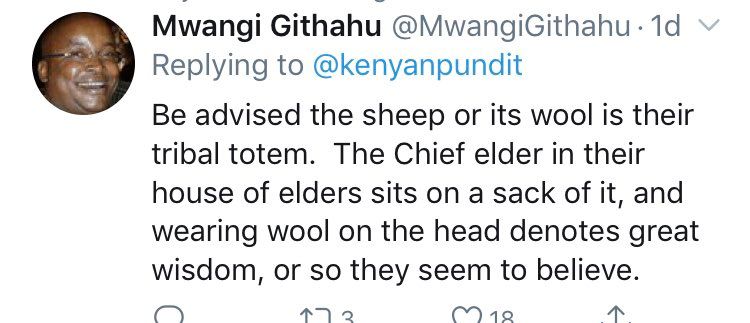 Mwangi Githahu @MwangiGithahu · 1d
Replying to @kenyanpundit
Be advised the sheep or its wool is their
tribal totem.  The Chief elder in their
house of elders sits on a sack of it, and
wearing wool on the head denotes great
wisdom, or so they seem to believe.
3 18